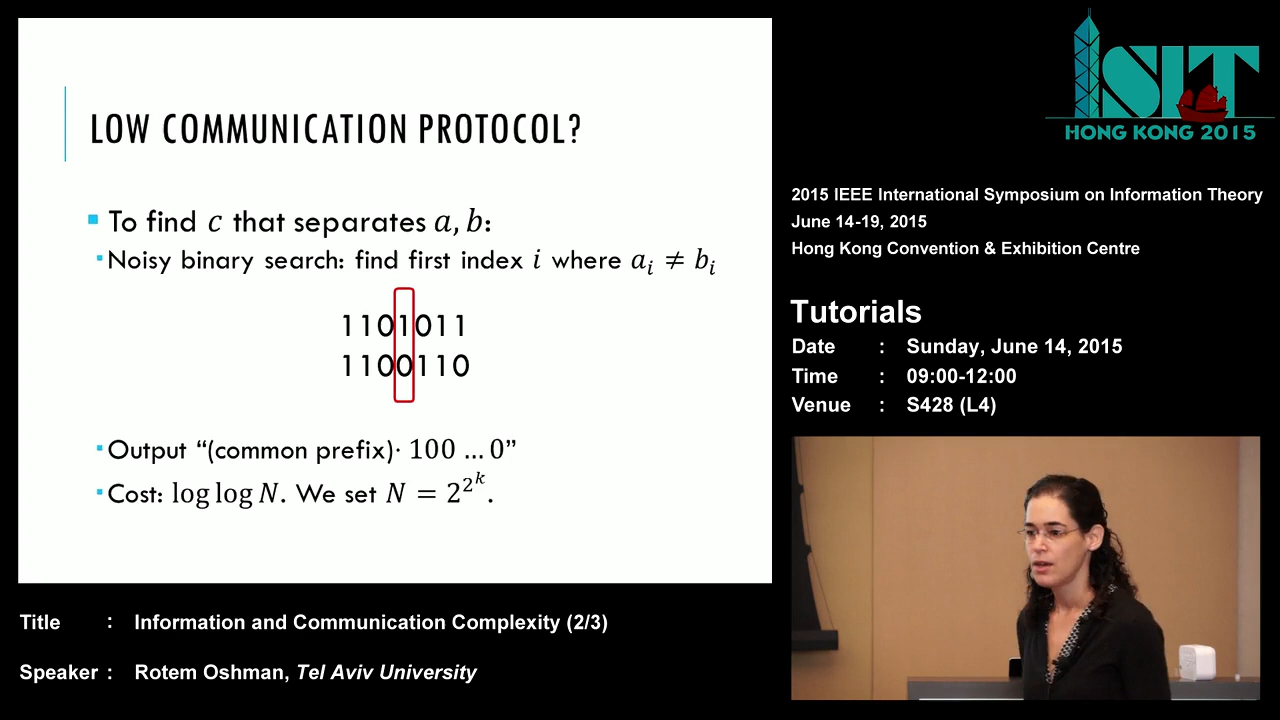 LOW COMMUNICATION PROTOCOL?
▪ To find c that separates a, b:
▪ Noisy binary search: find first index i where aᵢ ≠ bᵢ
1101011
1100110
▪ Output “(common prefix)· 100 … 0”
▪ Cost: log log N. We set N = 2^{2^k}.
ISIT
HONG KONG 2015
2015 IEEE International Symposium on Information Theory
June 14-19, 2015
Hong Kong Convention & Exhibition Centre
Tutorials
Date : Sunday, June 14, 2015
Time : 09:00-12:00
Venue : S428 (L4)
Title : Information and Communication Complexity (2/3)
Speaker : Rotem Oshman, Tel Aviv University